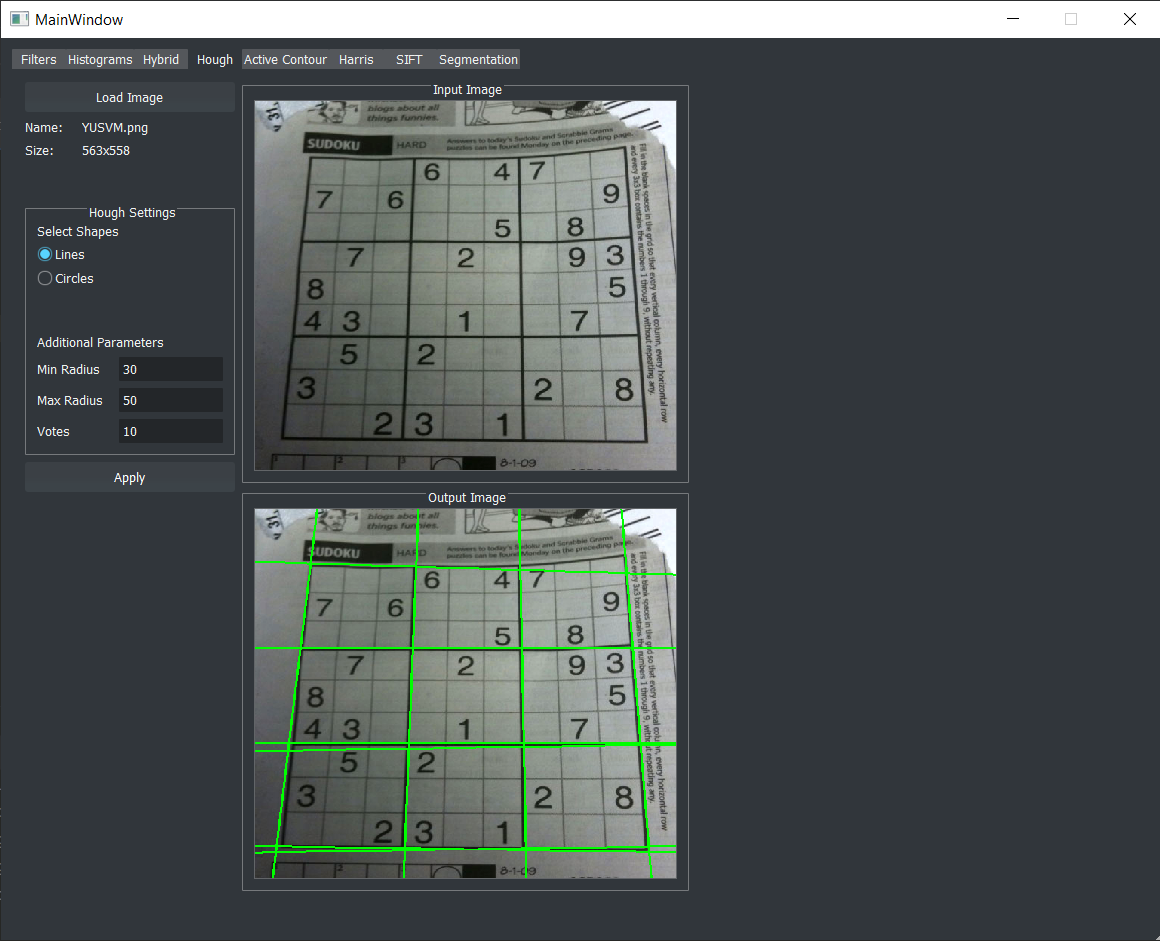 MainWindow
Filters Histograms Hybrid Hough Active Contour Harris SIFT Segmentation
Load Image
Name: YUSVM.png
Size: 563x558
Hough Settings
Select Shapes
Lines
Circles
Additional Parameters
Min Radius 30
Max Radius 50
Votes 10
Apply
Input Image
31,
blogs about all
things funnies.
SUDOKU HARD
Answers to today's Sudoku and Scrabble Grams
puzzles can be found Monday on the preceding page.
6 4 7
7 6 9
5 8
7 2 9 3
8 5
4 3 1 7
5 2
3 2 8
2 3 1
Fill in the blank spaces in the grid so that every vertical column, every horizontal row
and every 3x3 box contains the numbers 1 through 9, without repeating any.
1 2 3 8-1-09
Output Image
31,
blogs about all
things funnies.
SUDOKU HARD
Answers to today's Sudoku and Scrabble Grams
puzzles can be found Monday on the preceding page.
6 4 7
7 6 9
5 8
7 2 9 3
8 5
4 3 1 7
5 2
3 2 8
2 3 1
Fill in the blank spaces in the grid so that every vertical column, every horizontal row
and every 3x3 box contains the numbers 1 through 9, without repeating any.
2 3 8-1-09